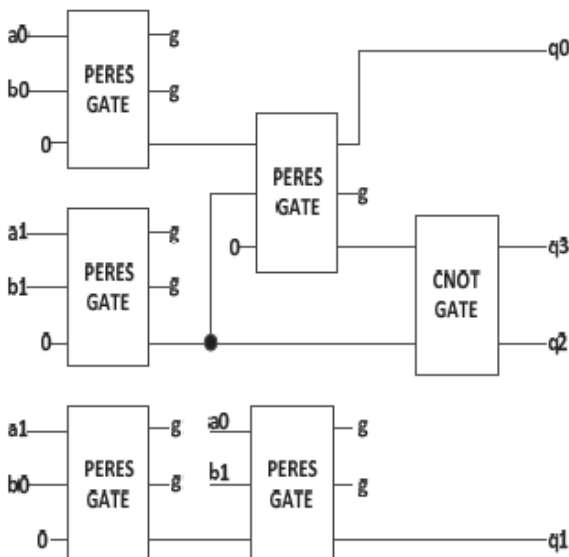 a0
g
PERES
GATE
b0
g
0
q0
PERES
GATE
g
0
a1
g
PERES
GATE
b1
g
0
CNOT
GATE
q3
q2
a1
g
PERES
GATE
b0
g
0
a0
g
PERES
GATE
b1
g
q1